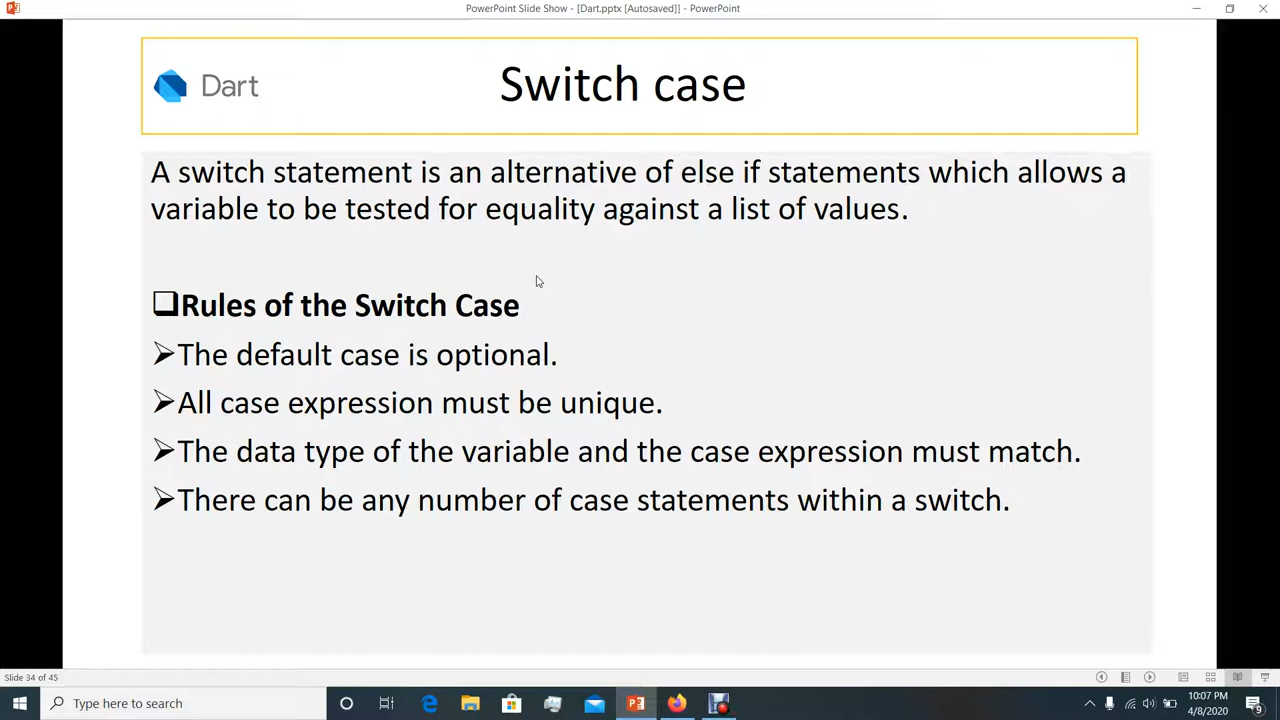 PowerPoint Slide Show - [Dart.pptx [Autosaved]] - PowerPoint
Dart
Switch case
A switch statement is an alternative of else if statements which allows a
variable to be tested for equality against a list of values.
Rules of the Switch Case
The default case is optional.
All case expression must be unique.
The data type of the variable and the case expression must match.
There can be any number of case statements within a switch.
Slide 34 of 45
Type here to search
10:07 PM
4/8/2020
9